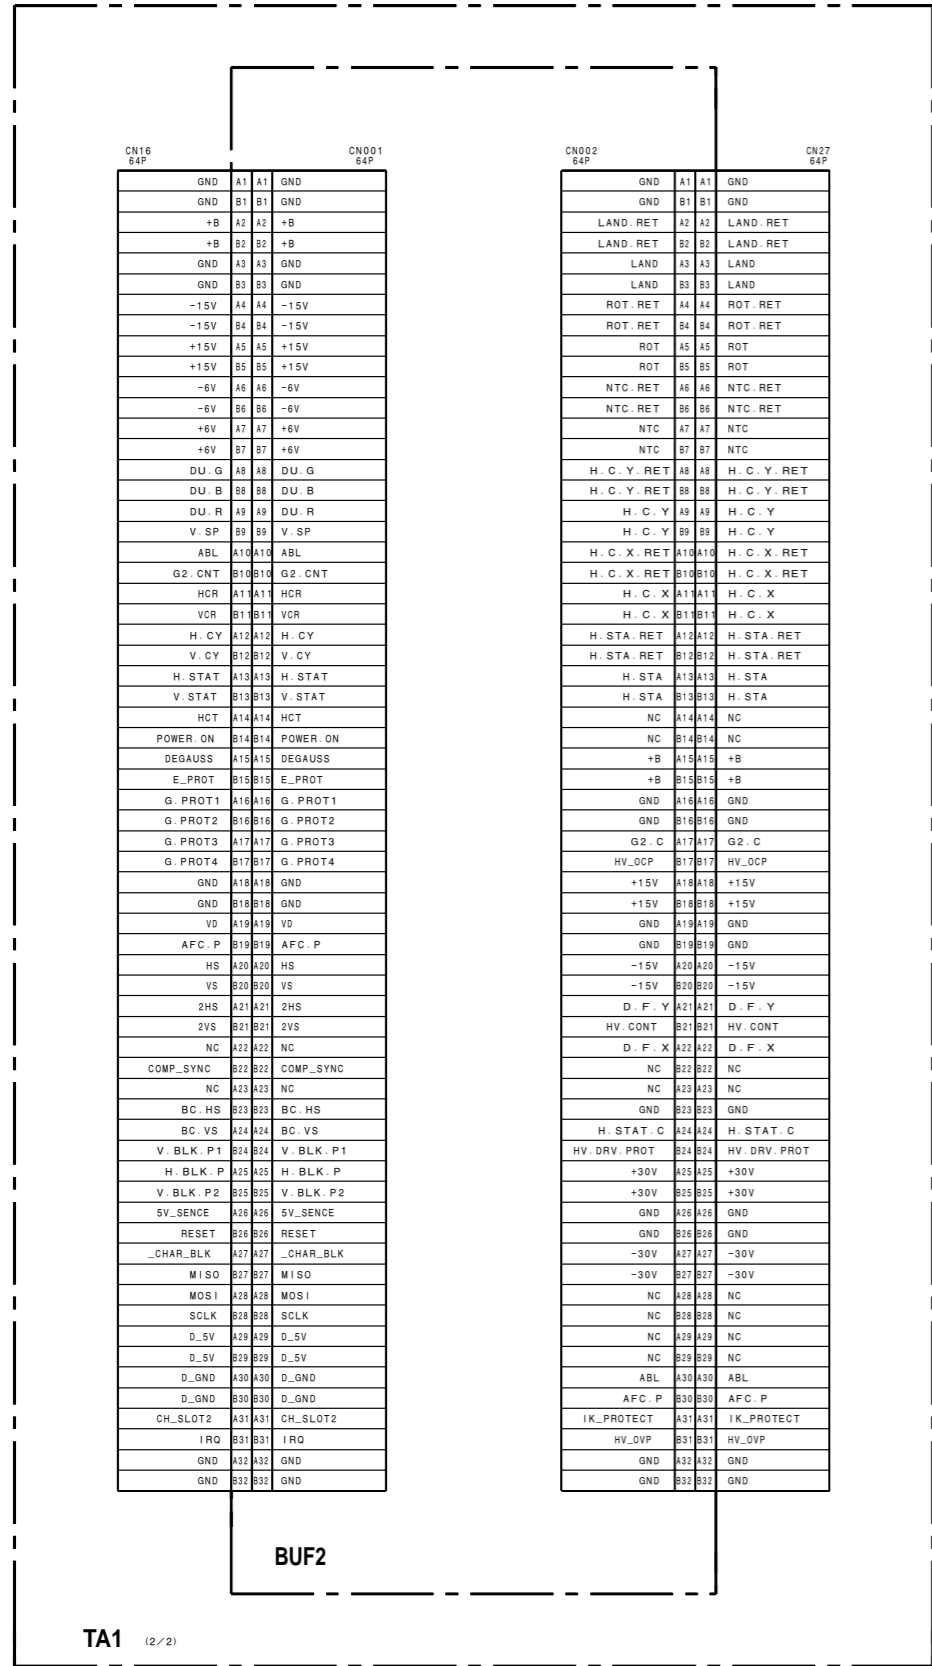 CN16 CN001 CN002 CN27
64P 64P 64P 64P
GND A1 A1 GND GND A1 A1 GND
GND B1 B1 GND GND B1 B1 GND
+B A2 A2 +B LAND.RET A2 A2 LAND.RET
+B B2 B2 +B LAND.RET B2 B2 LAND.RET
GND A3 A3 GND LAND A3 A3 LAND
GND B3 B3 GND LAND B3 B3 LAND
-15V A4 A4 -15V ROT.RET A4 A4 ROT.RET
-15V B4 B4 -15V ROT.RET B4 B4 ROT.RET
+15V A5 A5 +15V ROT A5 A5 ROT
+15V B5 B5 +15V ROT B5 B5 ROT
-6V A6 A6 -6V NTC.RET A6 A6 NTC.RET
-6V B6 B6 -6V NTC.RET B6 B6 NTC.RET
+6V A7 A7 +6V NTC A7 A7 NTC
+6V B7 B7 +6V NTC B7 B7 NTC
DU.G A8 A8 DU.G H.C.Y.RET A8 A8 H.C.Y.RET
DU.B B8 B8 DU.B H.C.Y.RET B8 B8 H.C.Y.RET
DU.R A9 A9 DU.R H.C.Y A9 A9 H.C.Y
V.SP B9 B9 V.SP H.C.Y B9 B9 H.C.Y
ABL A10 A10 ABL H.C.X.RET A10 A10 H.C.X.RET
G2.CNT B10 B10 G2.CNT H.C.X.RET B10 B10 H.C.X.RET
HCR A11 A11 HCR H.C.X A11 A11 H.C.X
VCR B11 B11 VCR H.C.X B11 B11 H.C.X
H.CY A12 A12 H.CY H.STA.RET A12 A12 H.STA.RET
V.CY B12 B12 V.CY H.STA.RET B12 B12 H.STA.RET
H.STAT A13 A13 H.STAT H.STA A13 A13 H.STA
V.STAT B13 B13 V.STAT H.STA B13 B13 H.STA
HCT A14 A14 HCT NC A14 A14 NC
POWER.ON B14 B14 POWER.ON NC B14 B14 NC
DEGAUSS A15 A15 DEGAUSS +B A15 A15 +B
E_PROT B15 B15 E_PROT +B B15 B15 +B
G.PROT1 A16 A16 G.PROT1 GND A16 A16 GND
G.PROT2 B16 B16 G.PROT2 GND B16 B16 GND
G.PROT3 A17 A17 G.PROT3 G2.C A17 A17 G2.C
G.PROT4 B17 B17 G.PROT4 HV_OCP B17 B17 HV_OCP
GND A18 A18 GND +15V A18 A18 +15V
GND B18 B18 GND +15V B18 B18 +15V
VD A19 A19 VD GND A19 A19 GND
AFC.P B19 B19 AFC.P GND B19 B19 GND
HS A20 A20 HS -15V A20 A20 -15V
VS B20 B20 VS -15V B20 B20 -15V
2HS A21 A21 2HS D.F.Y A21 A21 D.F.Y
2VS B21 B21 2VS HV.CONT B21 B21 HV.CONT
NC A22 A22 NC D.F.X A22 A22 D.F.X
COMP_SYNC B22 B22 COMP_SYNC NC B22 B22 NC
NC A23 A23 NC NC A23 A23 NC
BC.HS B23 B23 BC.HS GND B23 B23 GND
BC.VS A24 A24 BC.VS H.STAT.C A24 A24 H.STAT.C
V.BLK.P1 B24 B24 V.BLK.P1 HV.DRV.PROT B24 B24 HV.DRV.PROT
H.BLK.P A25 A25 H.BLK.P +30V A25 A25 +30V
V.BLK.P2 B25 B25 V.BLK.P2 +30V B25 B25 +30V
5V_SENCE A26 A26 5V_SENCE GND A26 A26 GND
RESET B26 B26 RESET GND B26 B26 GND
_CHAR_BLK A27 A27 _CHAR_BLK -30V A27 A27 -30V
MISO B27 B27 MISO -30V B27 B27 -30V
MOSI A28 A28 MOSI NC A28 A28 NC
SCLK B28 B28 SCLK NC B28 B28 NC
D_5V A29 A29 D_5V NC A29 A29 NC
D_5V B29 B29 D_5V NC B29 B29 NC
D_GND A30 A30 D_GND ABL A30 A30 ABL
D_GND B30 B30 D_GND AFC.P B30 B30 AFC.P
CH_SLOT2 A31 A31 CH_SLOT2 IK_PROTECT A31 A31 IK_PROTECT
IRQ B31 B31 IRQ HV_OVP B31 B31 HV_OVP
GND A32 A32 GND GND A32 A32 GND
GND B32 B32 GND GND B32 B32 GND
BUF2
TA1 (2/2)